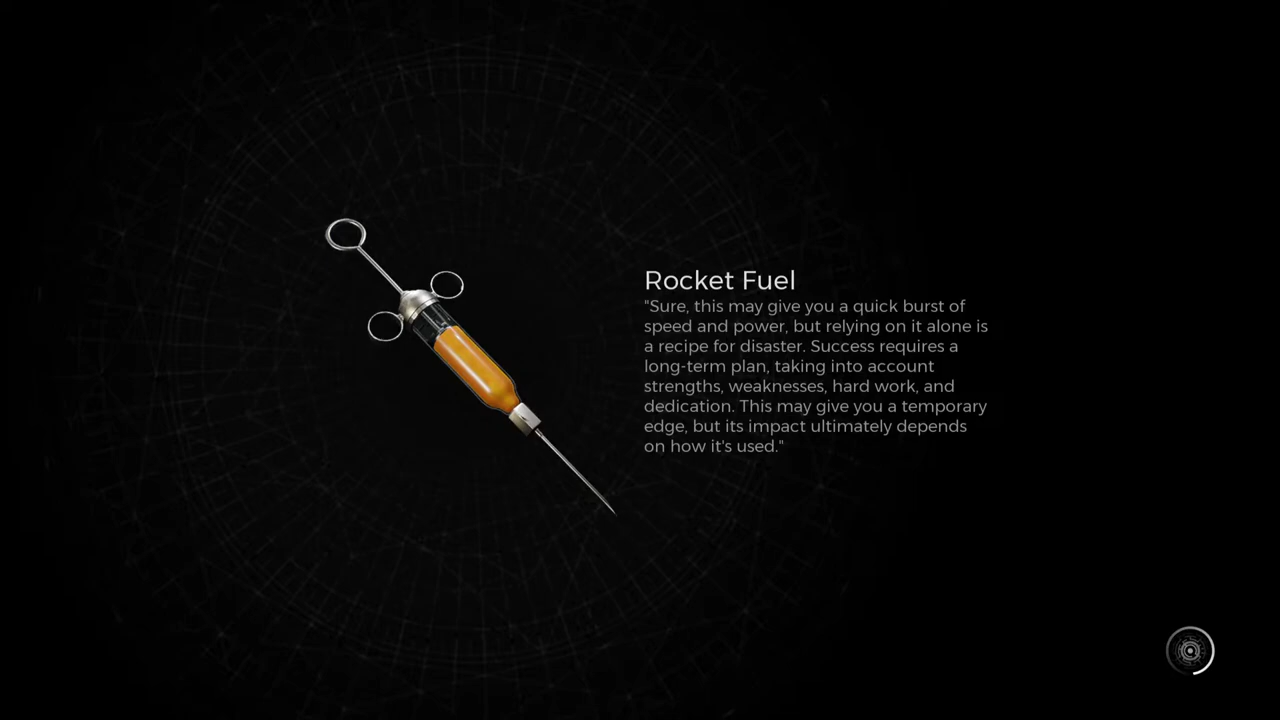 Rocket Fuel
"Sure, this may give you a quick burst of
speed and power, but relying on it alone is
a recipe for disaster. Success requires a
long-term plan, taking into account
strengths, weaknesses, hard work, and
dedication. This may give you a temporary
edge, but its impact ultimately depends
on how it's used."